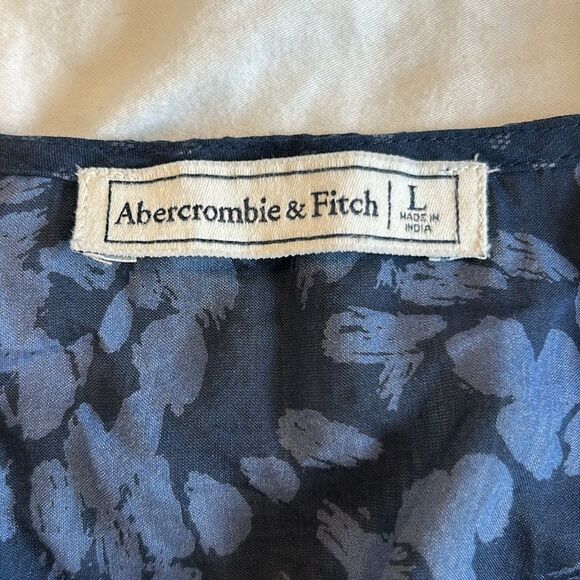 Abercrombie & Fitch
L
MADE IN
INDIA